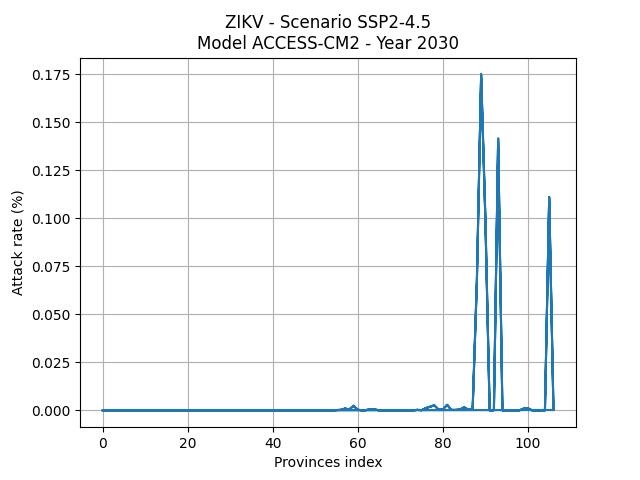 ZIKV - Scenario SSP2-4.5
Model ACCESS-CM2 - Year 2030
0.175
0.150
0.125
0.100
0.075
0.050
0.025
0.000
Attack rate (%)
0 20 40 60 80 100
Provinces index